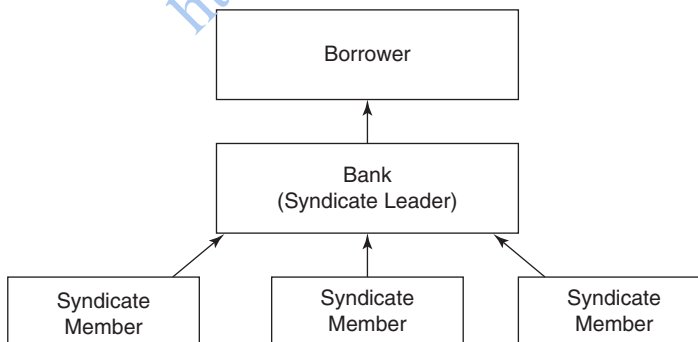 Borrower
Bank
(Syndicate Leader)
Syndicate
Member
Syndicate
Member
Syndicate
Member